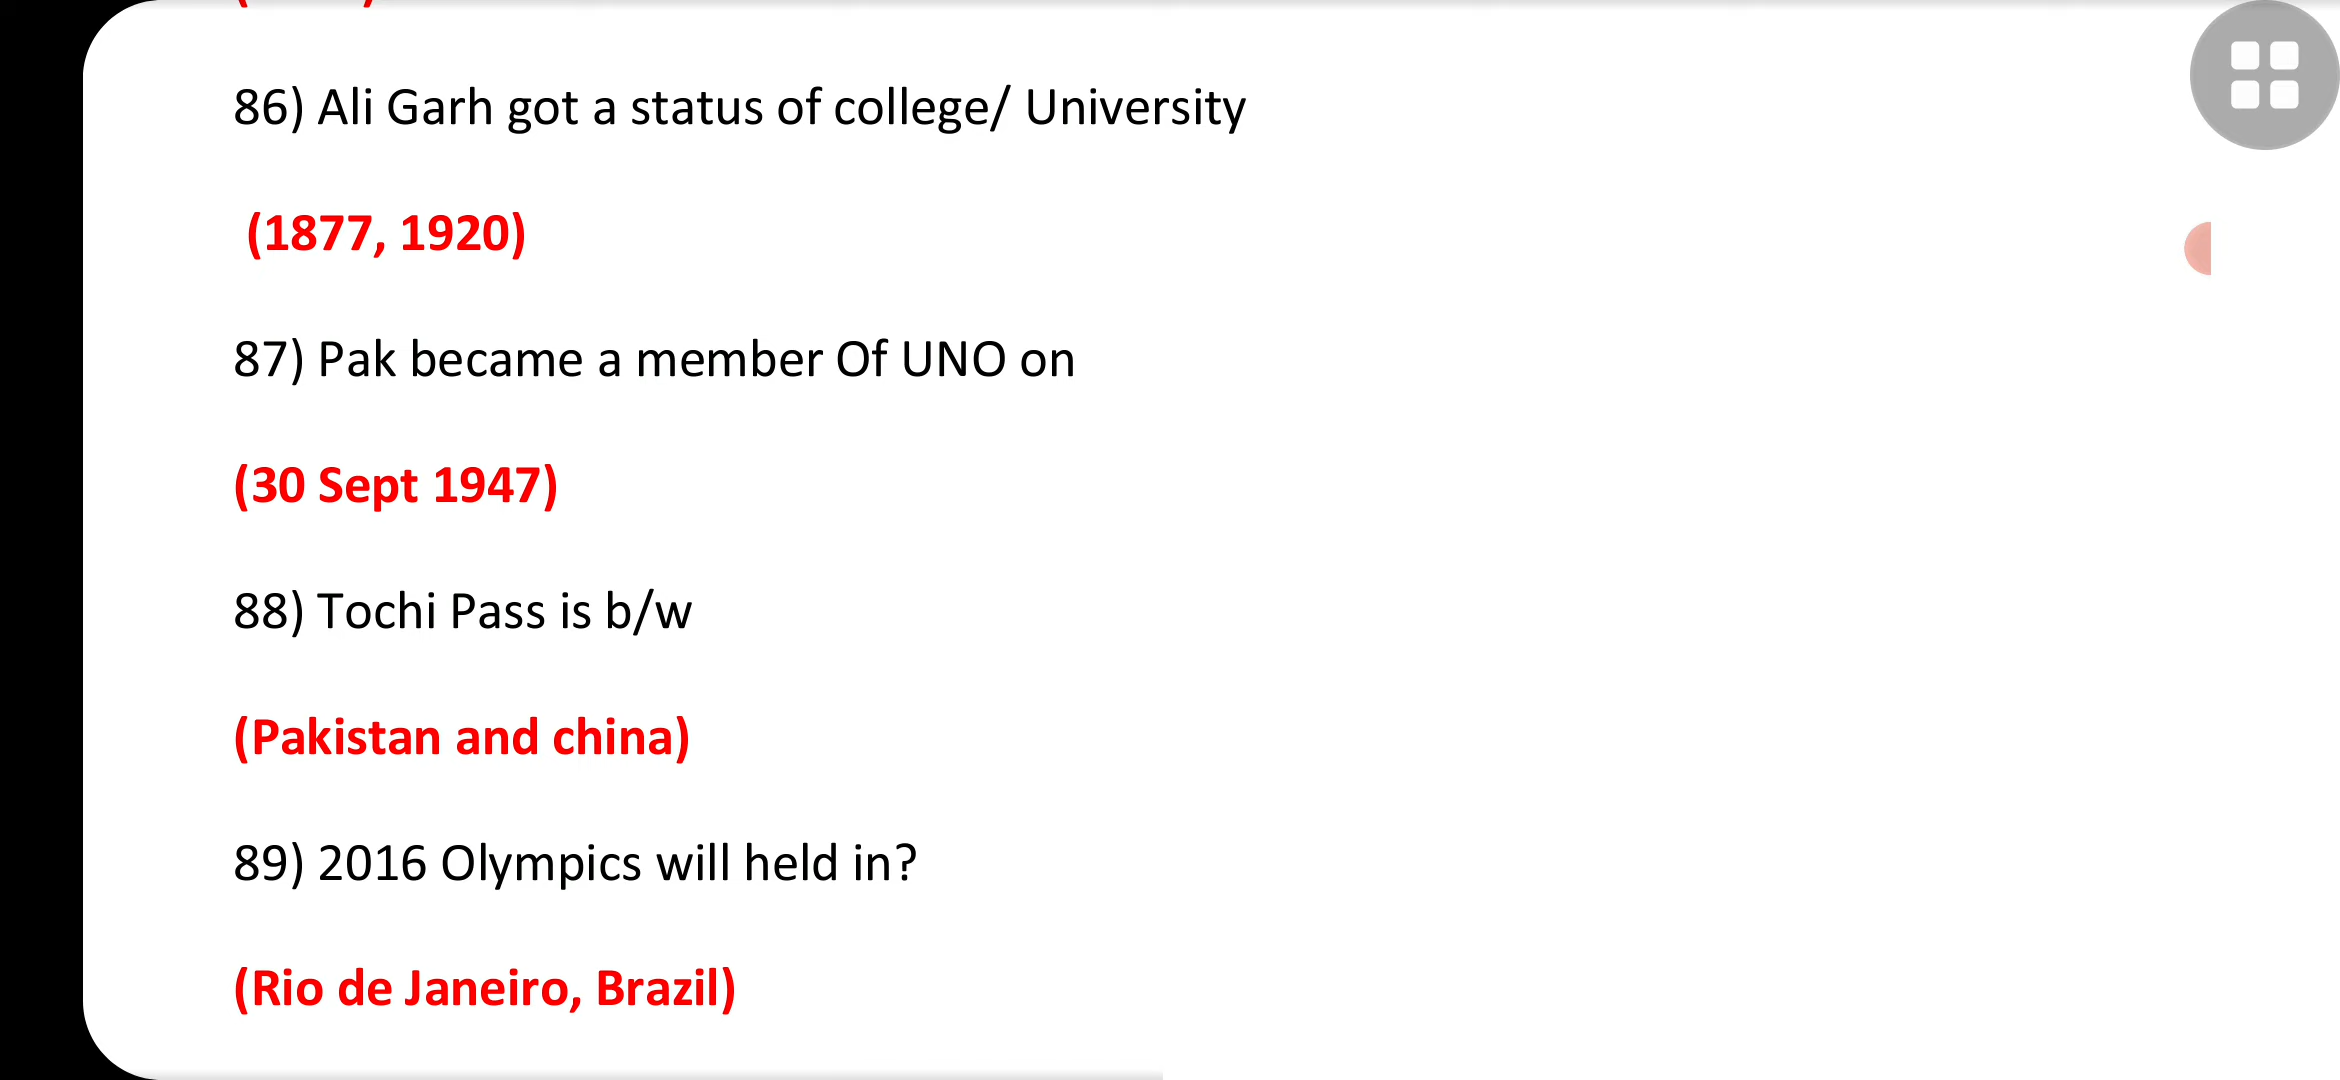 86) Ali Garh got a status of college/ University
(1877, 1920)
87) Pak became a member Of UNO on
(30 Sept 1947)
88) Tochi Pass is b/w
(Pakistan and china)
89) 2016 Olympics will held in?
(Rio de Janeiro, Brazil)